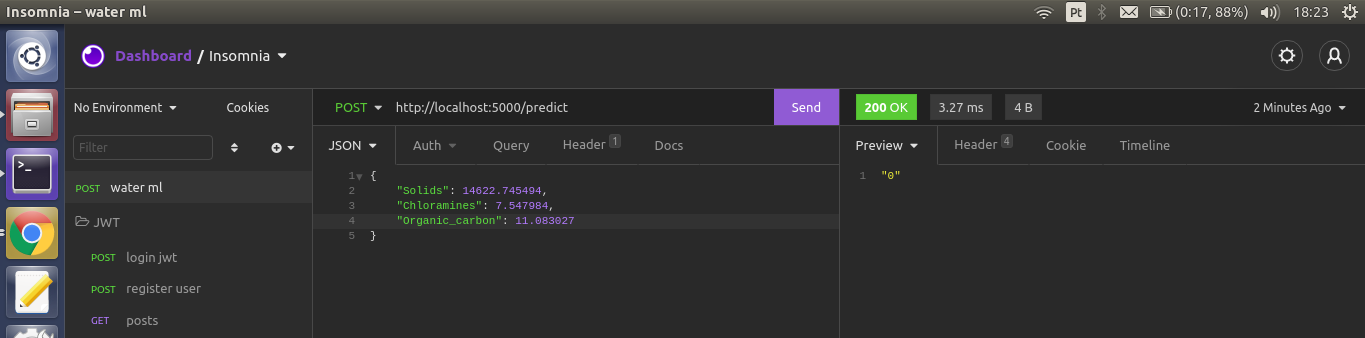 Insomnia – water ml
Pt
(0:17, 88%)
18:23
Dashboard / Insomnia
No Environment
Cookies
Filter
POST water ml
JWT
POST login jwt
POST register user
GET posts
POST http://localhost:5000/predict
Send
JSON
Auth
Query
Header 1
Docs
1 {
2 "Solids": 14622.745494,
3 "Chloramines": 7.547984,
4 "Organic_carbon": 11.083027
5 }
200 OK
3.27 ms
4 B
2 Minutes Ago
Preview
Header 4
Cookie
Timeline
1 "0"
>_